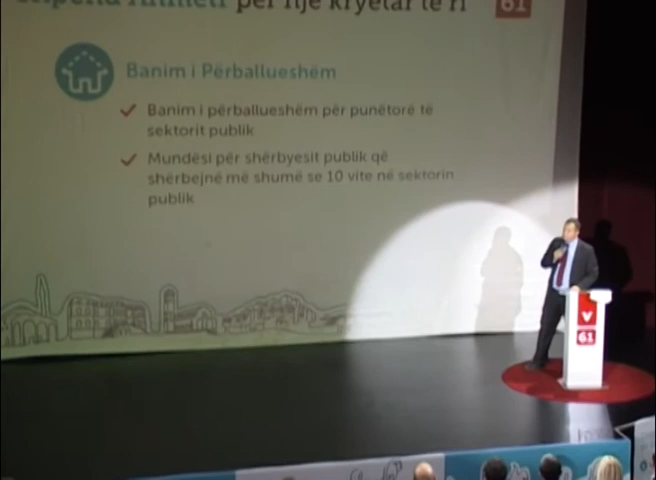 për një kryetar të ri
61
Banim i Përballueshëm
Banim i përballueshëm për punëtorë të
sektorit publik
Mundësi për shërbyesit publik që
shërbejnë më shumë se 10 vite në sektorin
publik
V
61